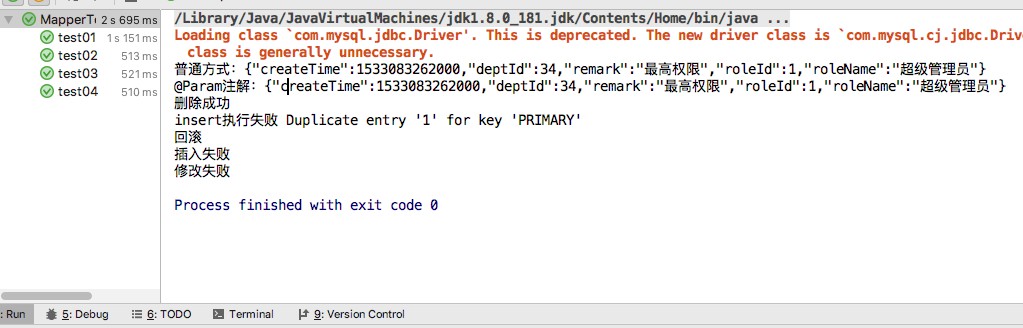 MapperTe 2 s 695 ms
test01 1 s 151 ms
test02 513 ms
test03 521 ms
test04 510 ms
/Library/Java/JavaVirtualMachines/jdk1.8.0_181.jdk/Contents/Home/bin/java ...
Loading class `com.mysql.jdbc.Driver'. This is deprecated. The new driver class is `com.mysql.cj.jdbc.Driv
class is generally unnecessary.
普通方式：{"createTime":1533083262000,"deptId":34,"remark":"最高权限","roleId":1,"roleName":"超级管理员"}
@Param注解：{"createTime":1533083262000,"deptId":34,"remark":"最高权限","roleId":1,"roleName":"超级管理员"}
删除成功
insert执行失败 Duplicate entry '1' for key 'PRIMARY'
回滚
插入失败
修改失败
Process finished with exit code 0
: Run 5: Debug 6: TODO Terminal 9: Version Control